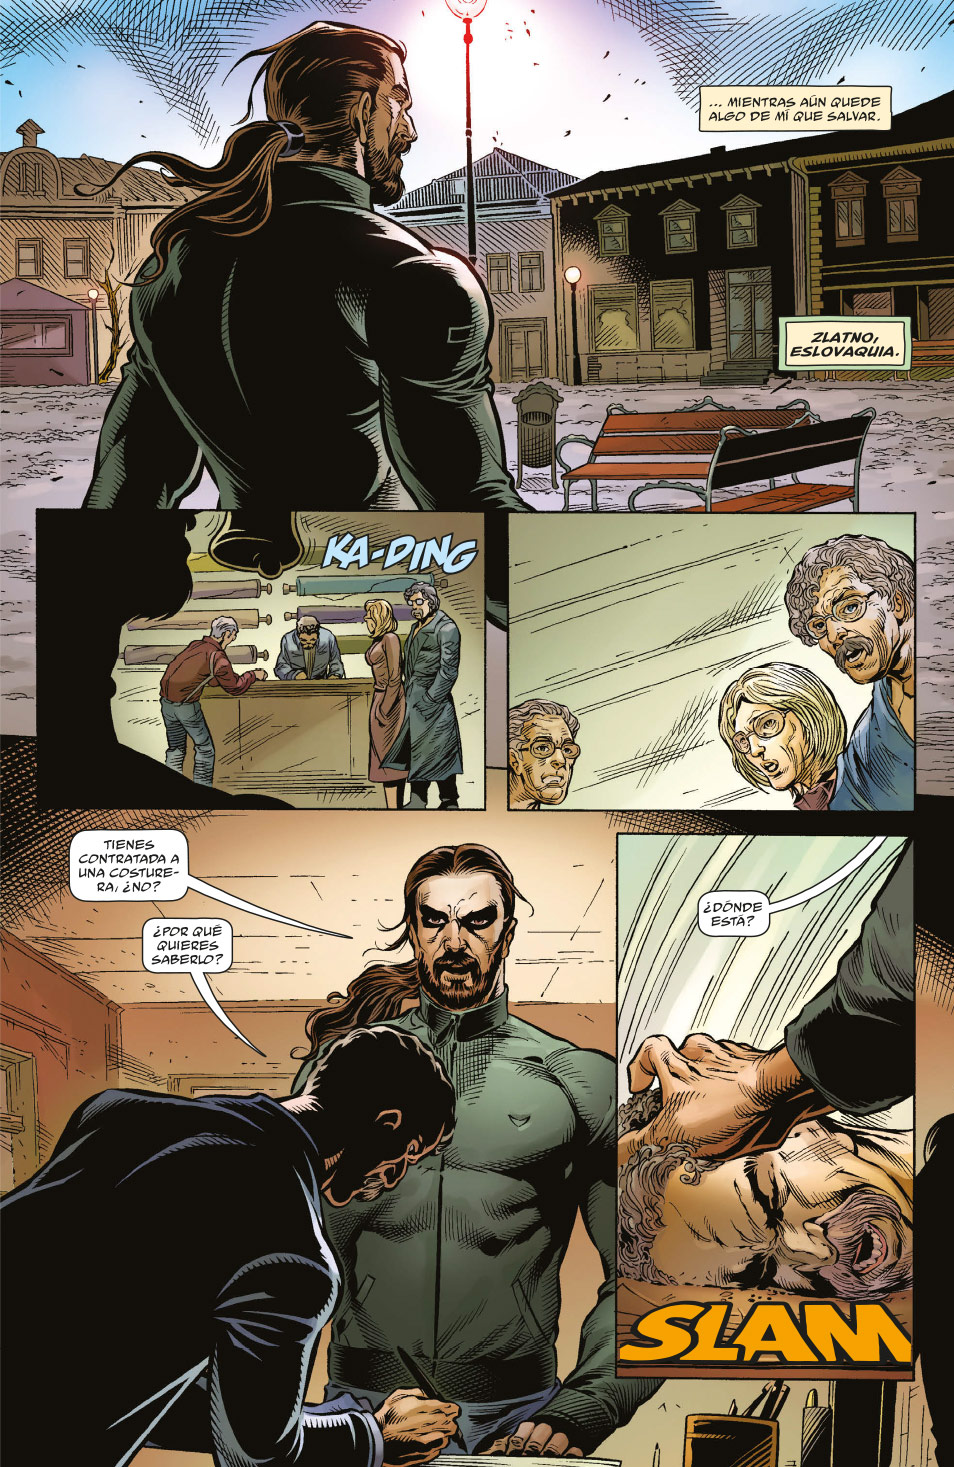 ... MIENTRAS AÚN QUEDE
ALGO DE MÍ QUE SALVAR.
ZLATNO,
ESLOVAQUIA.
KA-DING
TIENES
CONTRATADA A
UNA COSTURE-
RA, ¿NO?
¿POR QUÉ
QUIERES
SABERLO?
¿DÓNDE
ESTÁ?
SLAM